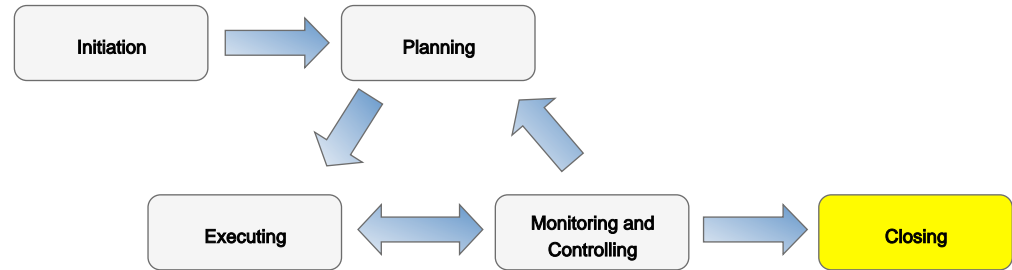 Initiation
Planning
Executing
Monitoring and
Controlling
Closing